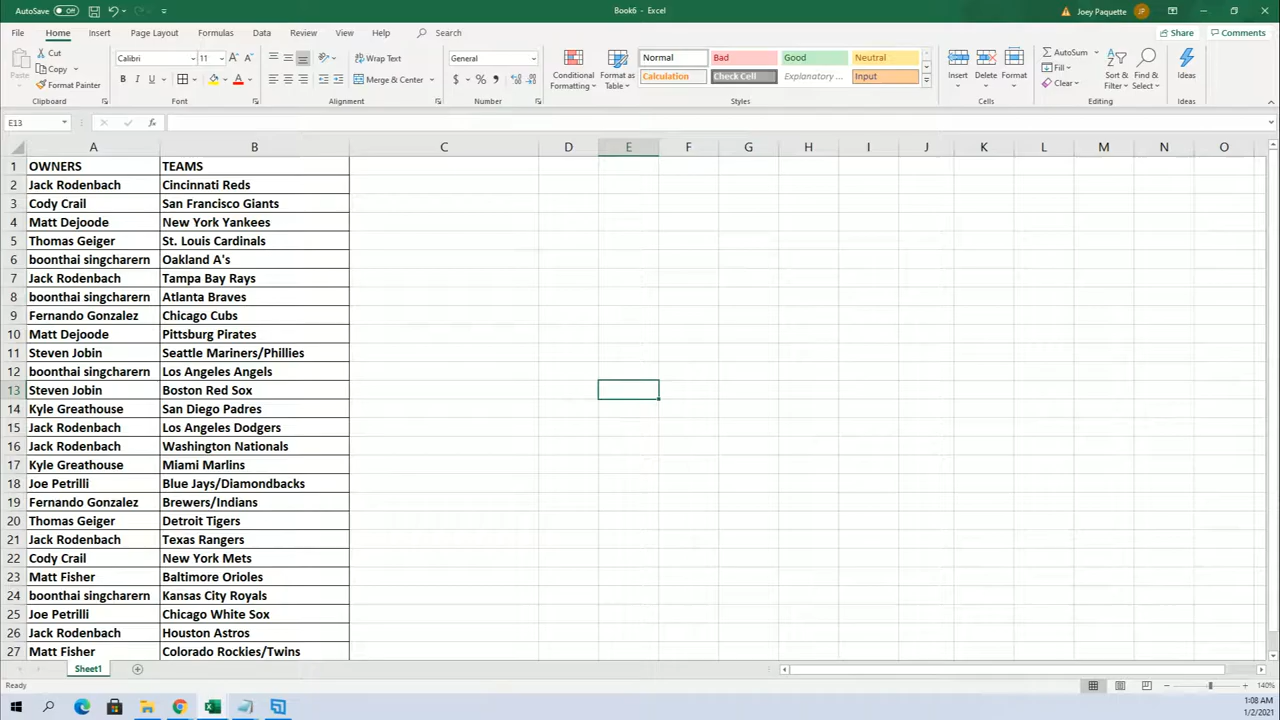 AutoSave Off Book6 - Excel Joey Paquette JP
File Home Insert Page Layout Formulas Data Review View Help Search Share Comments
Paste Cut Copy Format Painter Clipboard
Calibri 11 B I U A Font
Wrap Text Merge & Center Alignment
General $ % Number
Conditional Formatting Format as Table
Normal Bad Good Neutral
Calculation Check Cell Explanatory ... Input
Styles
Insert Delete Format Cells
AutoSum Fill Clear Sort & Filter Find & Select Editing
Ideas Ideas
E13 fx
A B C D E F G H I J K L M N O
1 OWNERS TEAMS
2 Jack Rodenbach Cincinnati Reds
3 Cody Crail San Francisco Giants
4 Matt Dejoode New York Yankees
5 Thomas Geiger St. Louis Cardinals
6 boonthai singcharern Oakland A's
7 Jack Rodenbach Tampa Bay Rays
8 boonthai singcharern Atlanta Braves
9 Fernando Gonzalez Chicago Cubs
10 Matt Dejoode Pittsburg Pirates
11 Steven Jobin Seattle Mariners/Phillies
12 boonthai singcharern Los Angeles Angels
13 Steven Jobin Boston Red Sox
14 Kyle Greathouse San Diego Padres
15 Jack Rodenbach Los Angeles Dodgers
16 Jack Rodenbach Washington Nationals
17 Kyle Greathouse Miami Marlins
18 Joe Petrilli Blue Jays/Diamondbacks
19 Fernando Gonzalez Brewers/Indians
20 Thomas Geiger Detroit Tigers
21 Jack Rodenbach Texas Rangers
22 Cody Crail New York Mets
23 Matt Fisher Baltimore Orioles
24 boonthai singcharern Kansas City Royals
25 Joe Petrilli Chicago White Sox
26 Jack Rodenbach Houston Astros
27 Matt Fisher Colorado Rockies/Twins
Sheet1
Ready 140%
1:08 AM
1/2/2021